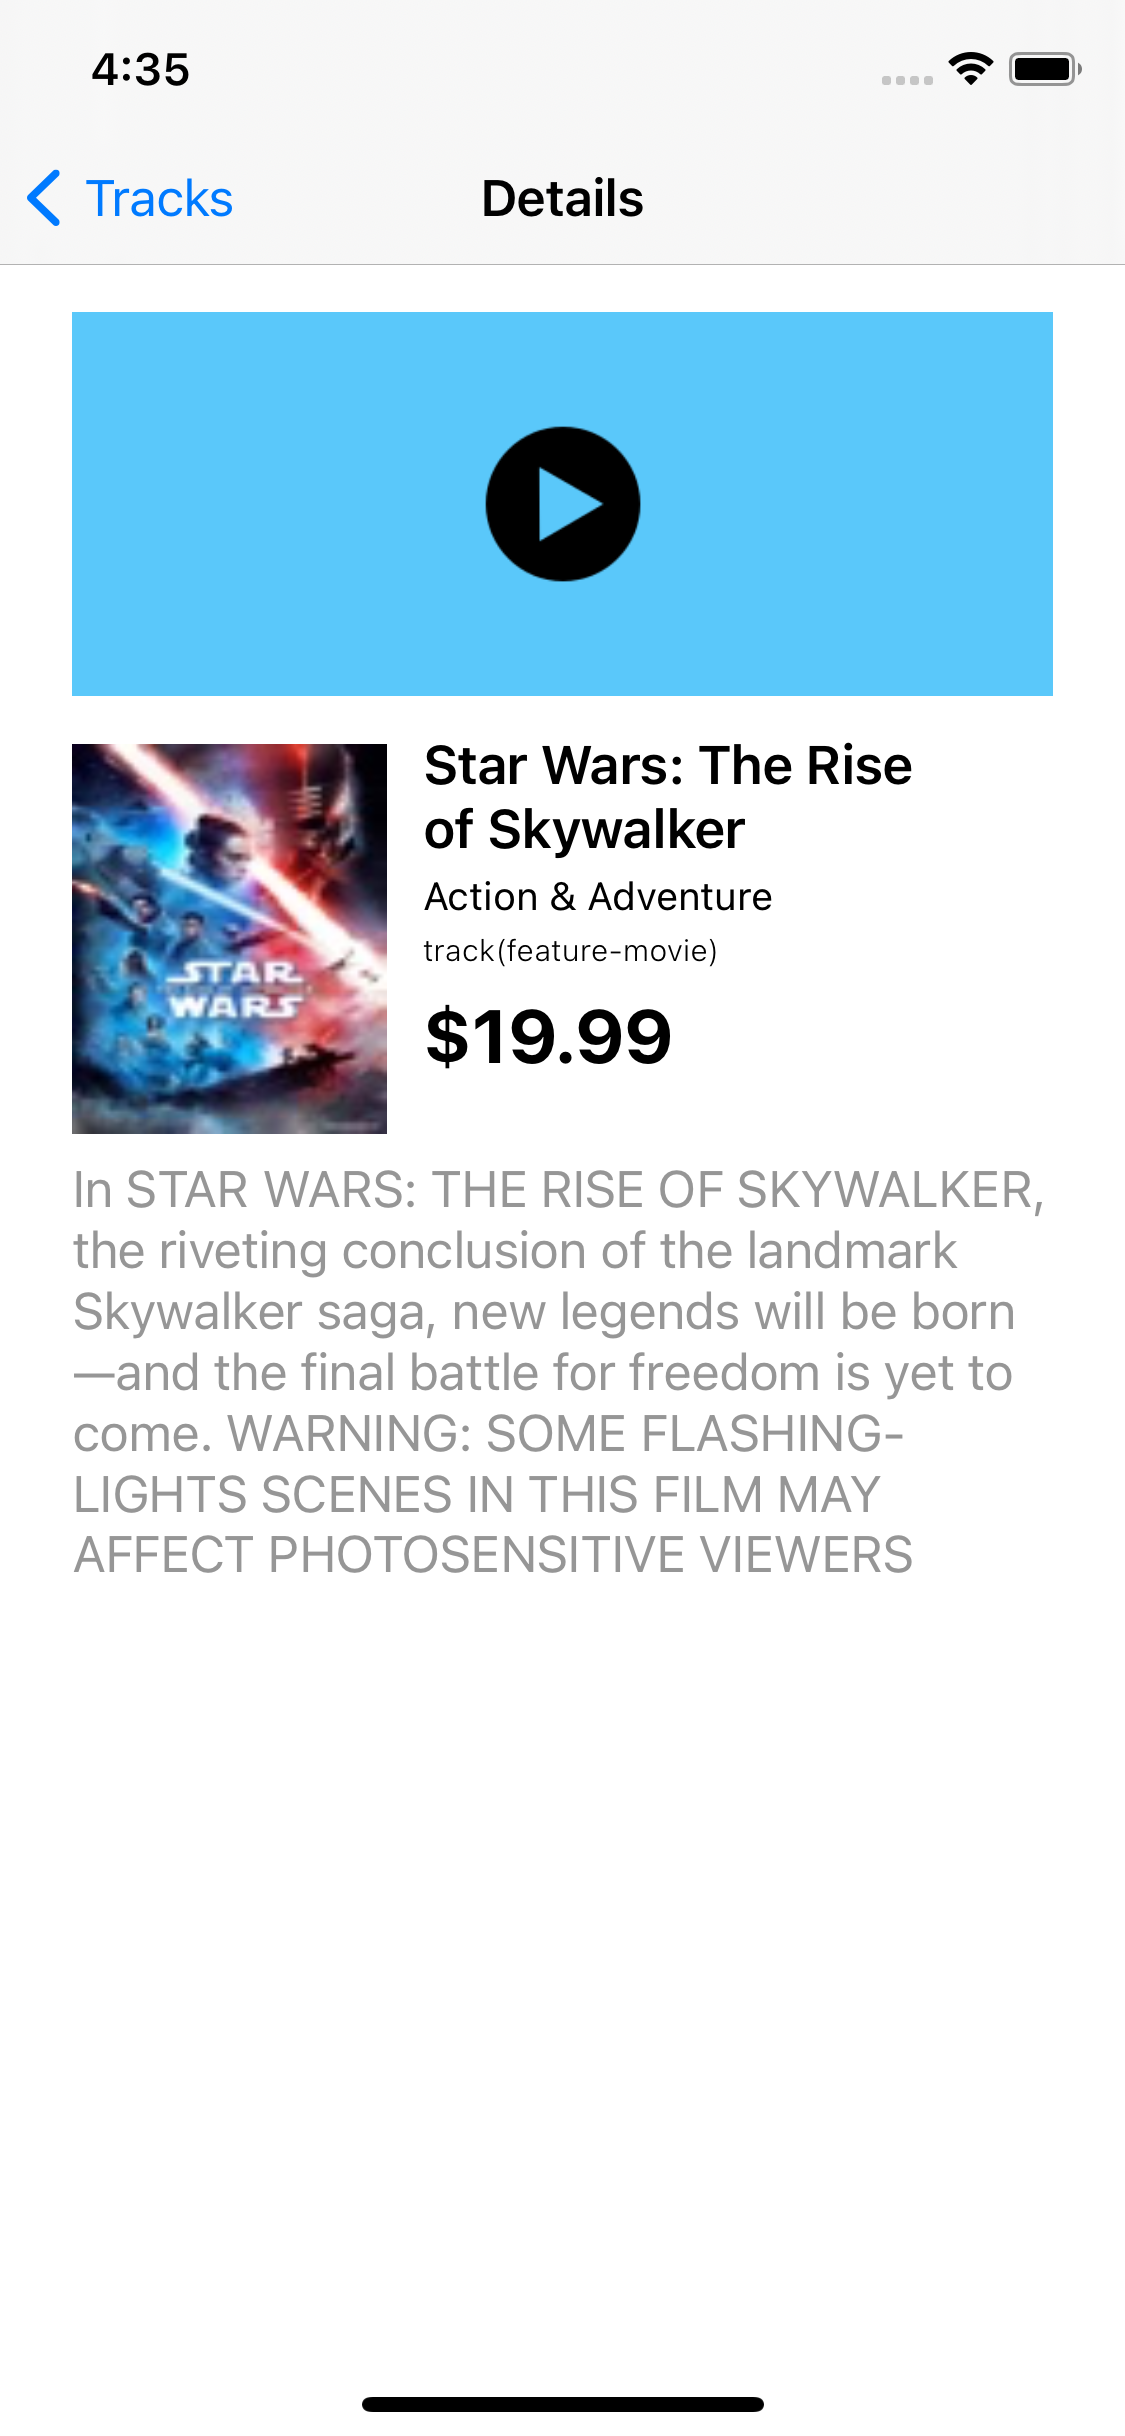 4:35
Tracks
Details
Star Wars: The Rise
of Skywalker
Action & Adventure
track(feature-movie)
$19.99
STAR
WARS
In STAR WARS: THE RISE OF SKYWALKER,
the riveting conclusion of the landmark
Skywalker saga, new legends will be born
—and the final battle for freedom is yet to
come. WARNING: SOME FLASHING-
LIGHTS SCENES IN THIS FILM MAY
AFFECT PHOTOSENSITIVE VIEWERS